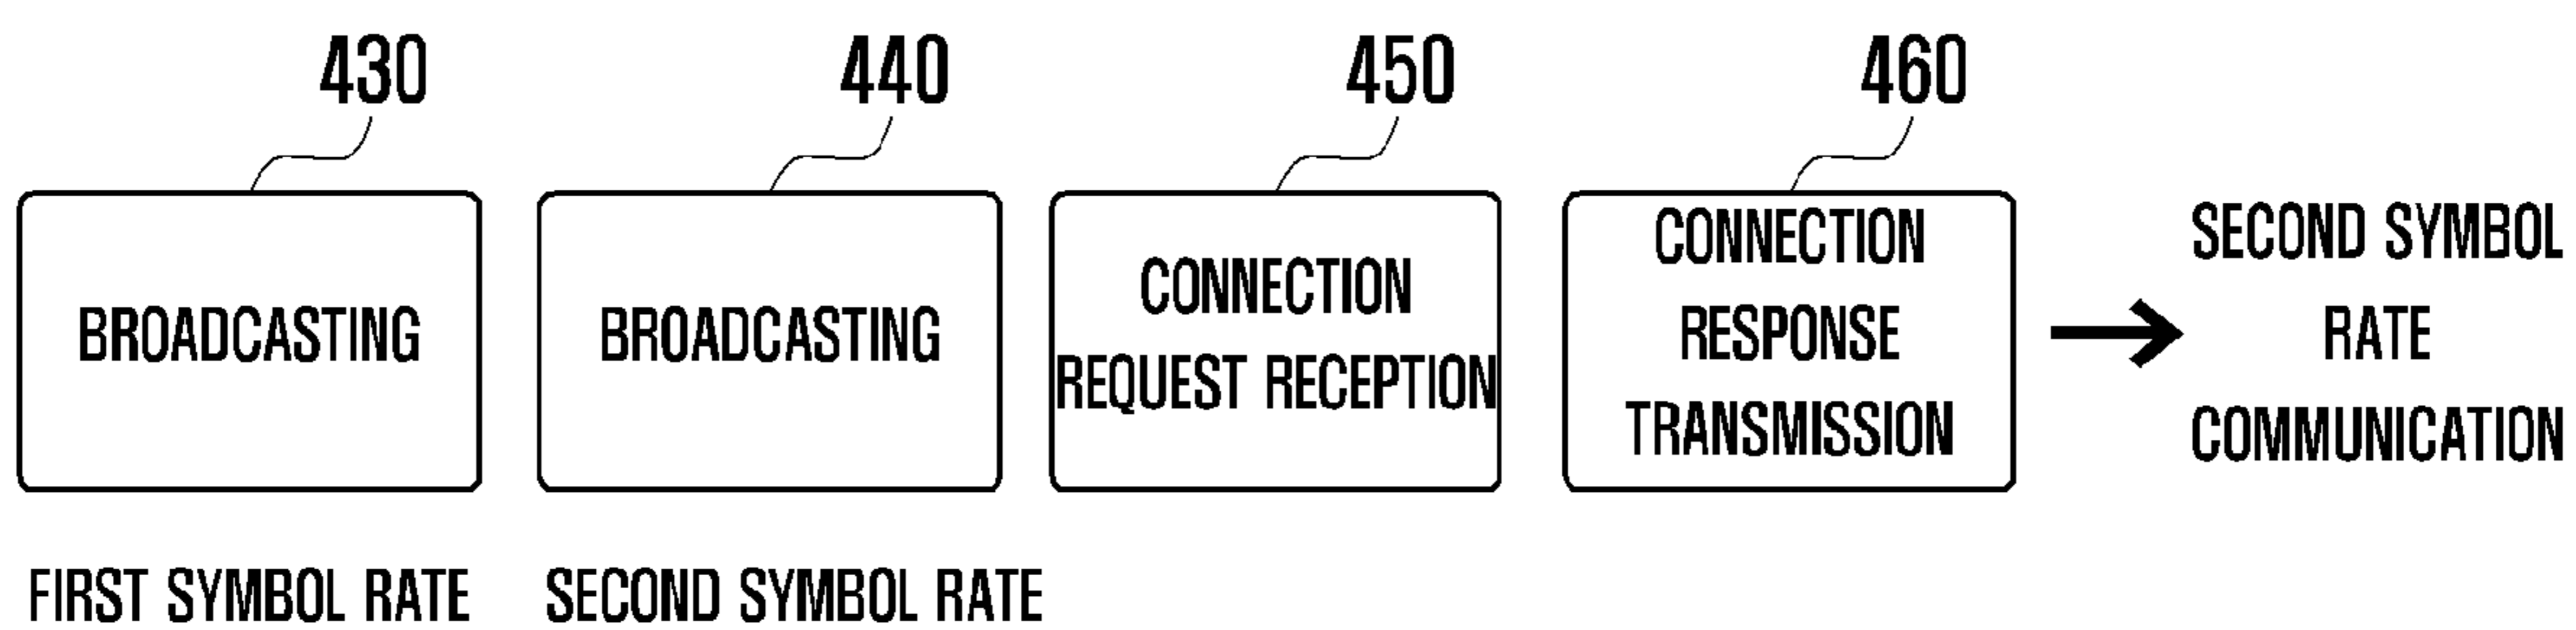 430
440
450
460
BROADCASTING
BROADCASTING
CONNECTION
REQUEST RECEPTION
CONNECTION
RESPONSE
TRANSMISSION
SECOND SYMBOL
RATE
COMMUNICATION
FIRST SYMBOL RATE
SECOND SYMBOL RATE